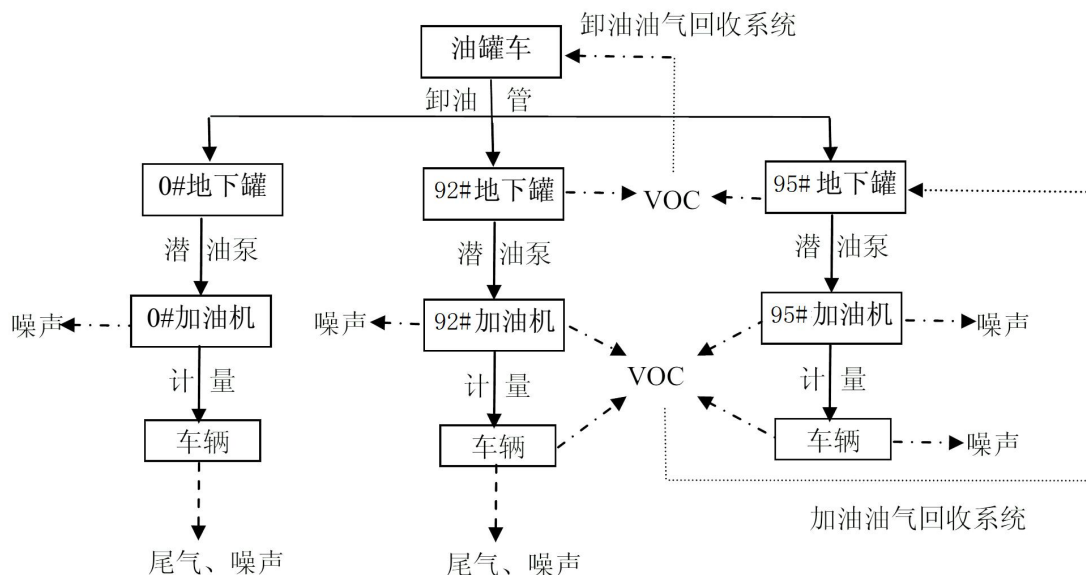 卸油油气回收系统
油罐车
卸油 管
0#地下罐
92#地下罐
VOC
95#地下罐
潜 油泵
潜 油泵
潜 油泵
噪声
0#加油机
噪声
92#加油机
95#加油机
噪声
VOC
计 量
计 量
计 量
车辆
车辆
车辆
噪声
加油油气回收系统
尾气、噪声
尾气、噪声